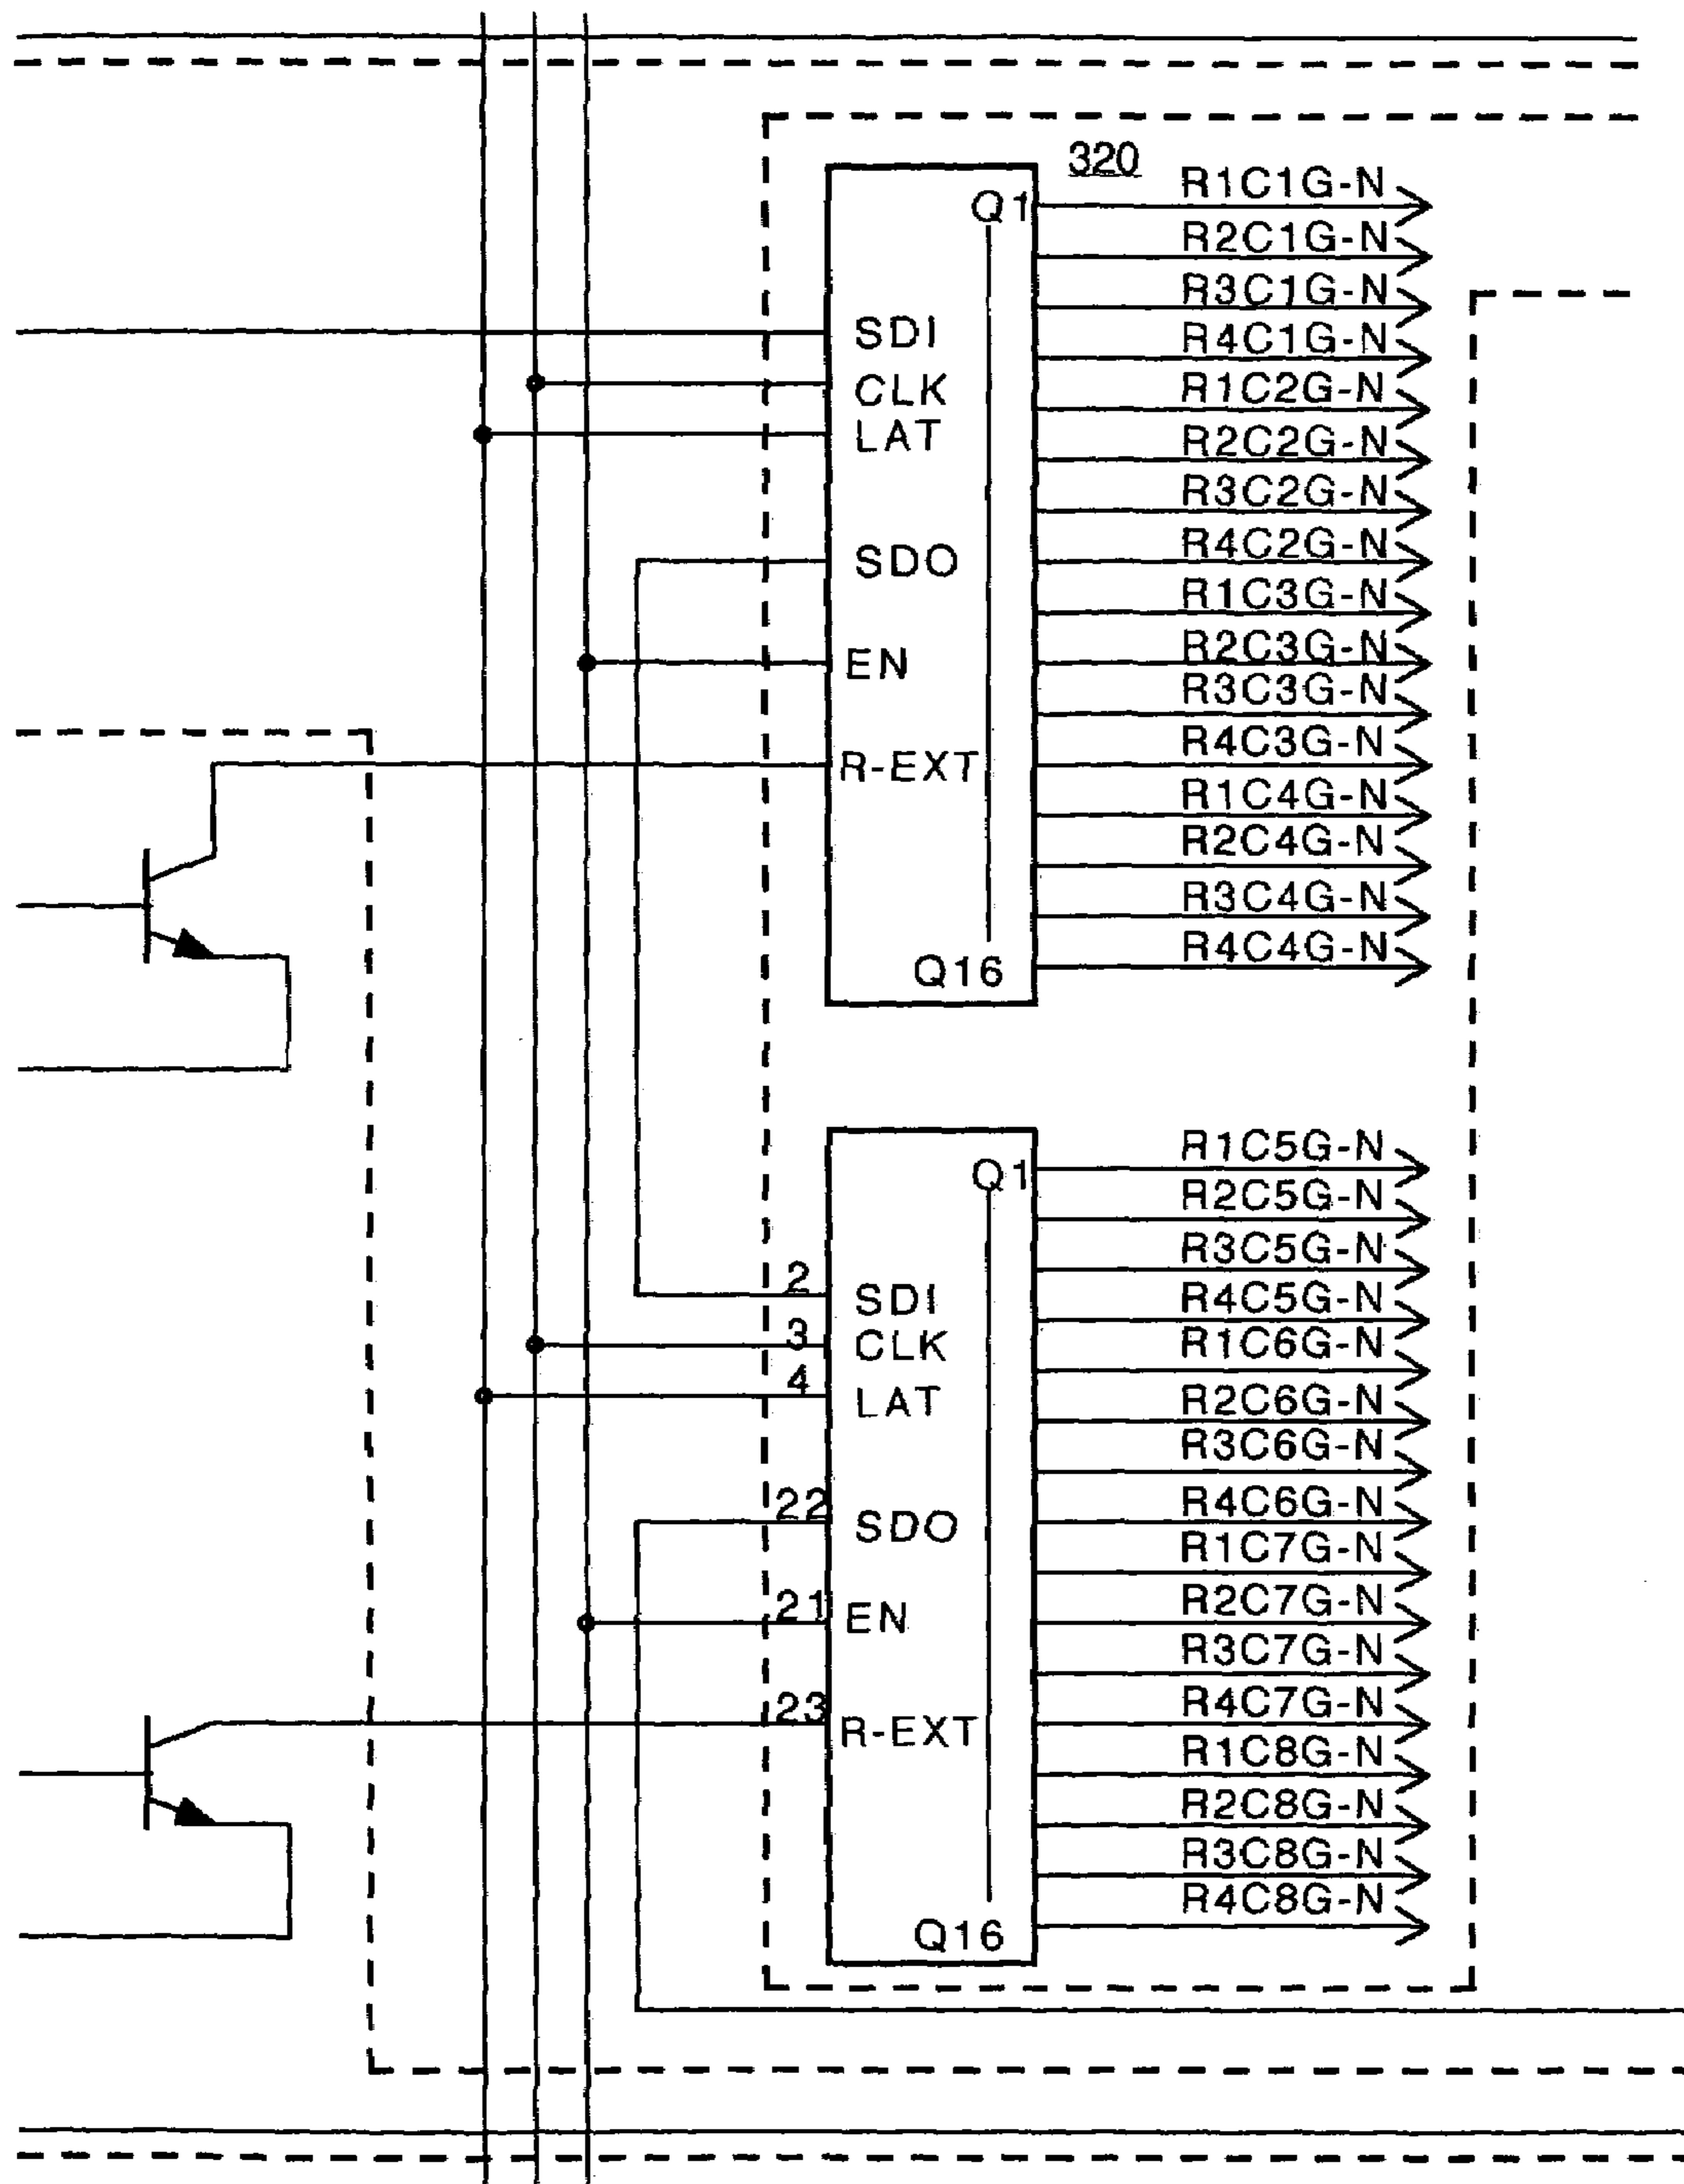 320
Q1
R1C1G-N
R2C1G-N
R3C1G-N
SDI
R4C1G-N
CLK
R1C2G-N
LAT
R2C2G-N
R3C2G-N
SDO
R4C2G-N
R1C3G-N
EN
R2C3G-N
R3C3G-N
R-EXT
R4C3G-N
R1C4G-N
R2C4G-N
R3C4G-N
R4C4G-N
Q16
Q1
R1C5G-N
R2C5G-N
R3C5G-N
2 SDI
R4C5G-N
3 CLK
R1C6G-N
4 LAT
R2C6G-N
R3C6G-N
22 SDO
R4C6G-N
R1C7G-N
21 EN
R2C7G-N
R3C7G-N
23 R-EXT
R4C7G-N
R1C8G-N
R2C8G-N
R3C8G-N
R4C8G-N
Q16